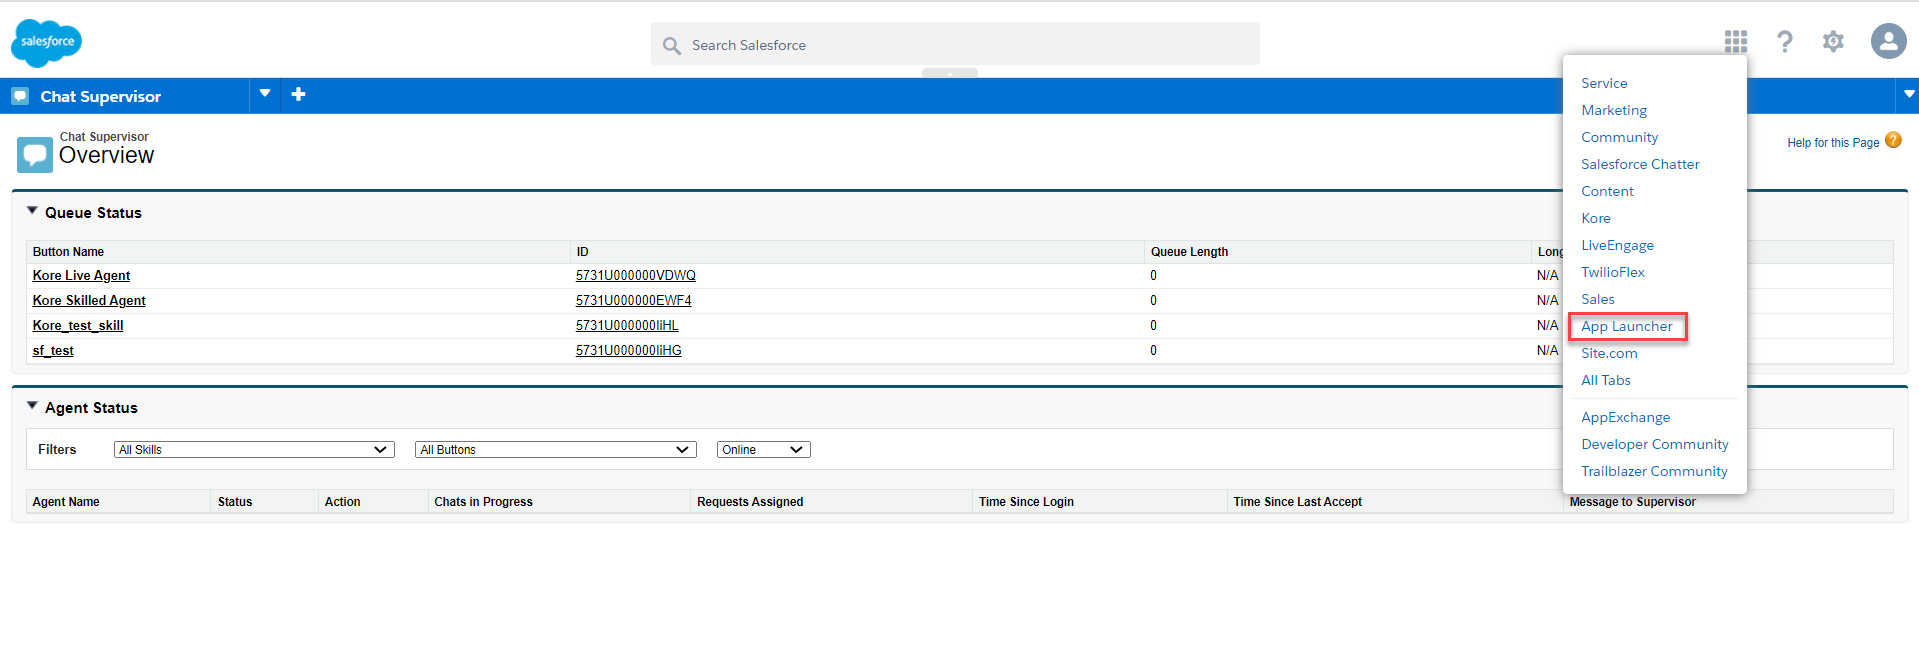 salesforce
Search Salesforce
?
Chat Supervisor
Chat Supervisor
Overview
Help for this Page ?
Service
Marketing
Community
Salesforce Chatter
Content
Kore
LiveEngage
TwilioFlex
Sales
App Launcher
Site.com
All Tabs
AppExchange
Developer Community
Trailblazer Community
Queue Status
Button Name ID Queue Length Long
Kore Live Agent 5731U000000VDWQ 0 N/A
Kore Skilled Agent 5731U000000EWF4 0 N/A
Kore_test_skill 5731U000000IiHL 0 N/A
sf_test 5731U000000IiHG 0 N/A
Agent Status
Filters All Skills All Buttons Online
Agent Name Status Action Chats in Progress Requests Assigned Time Since Login Time Since Last Accept Message to Supervisor